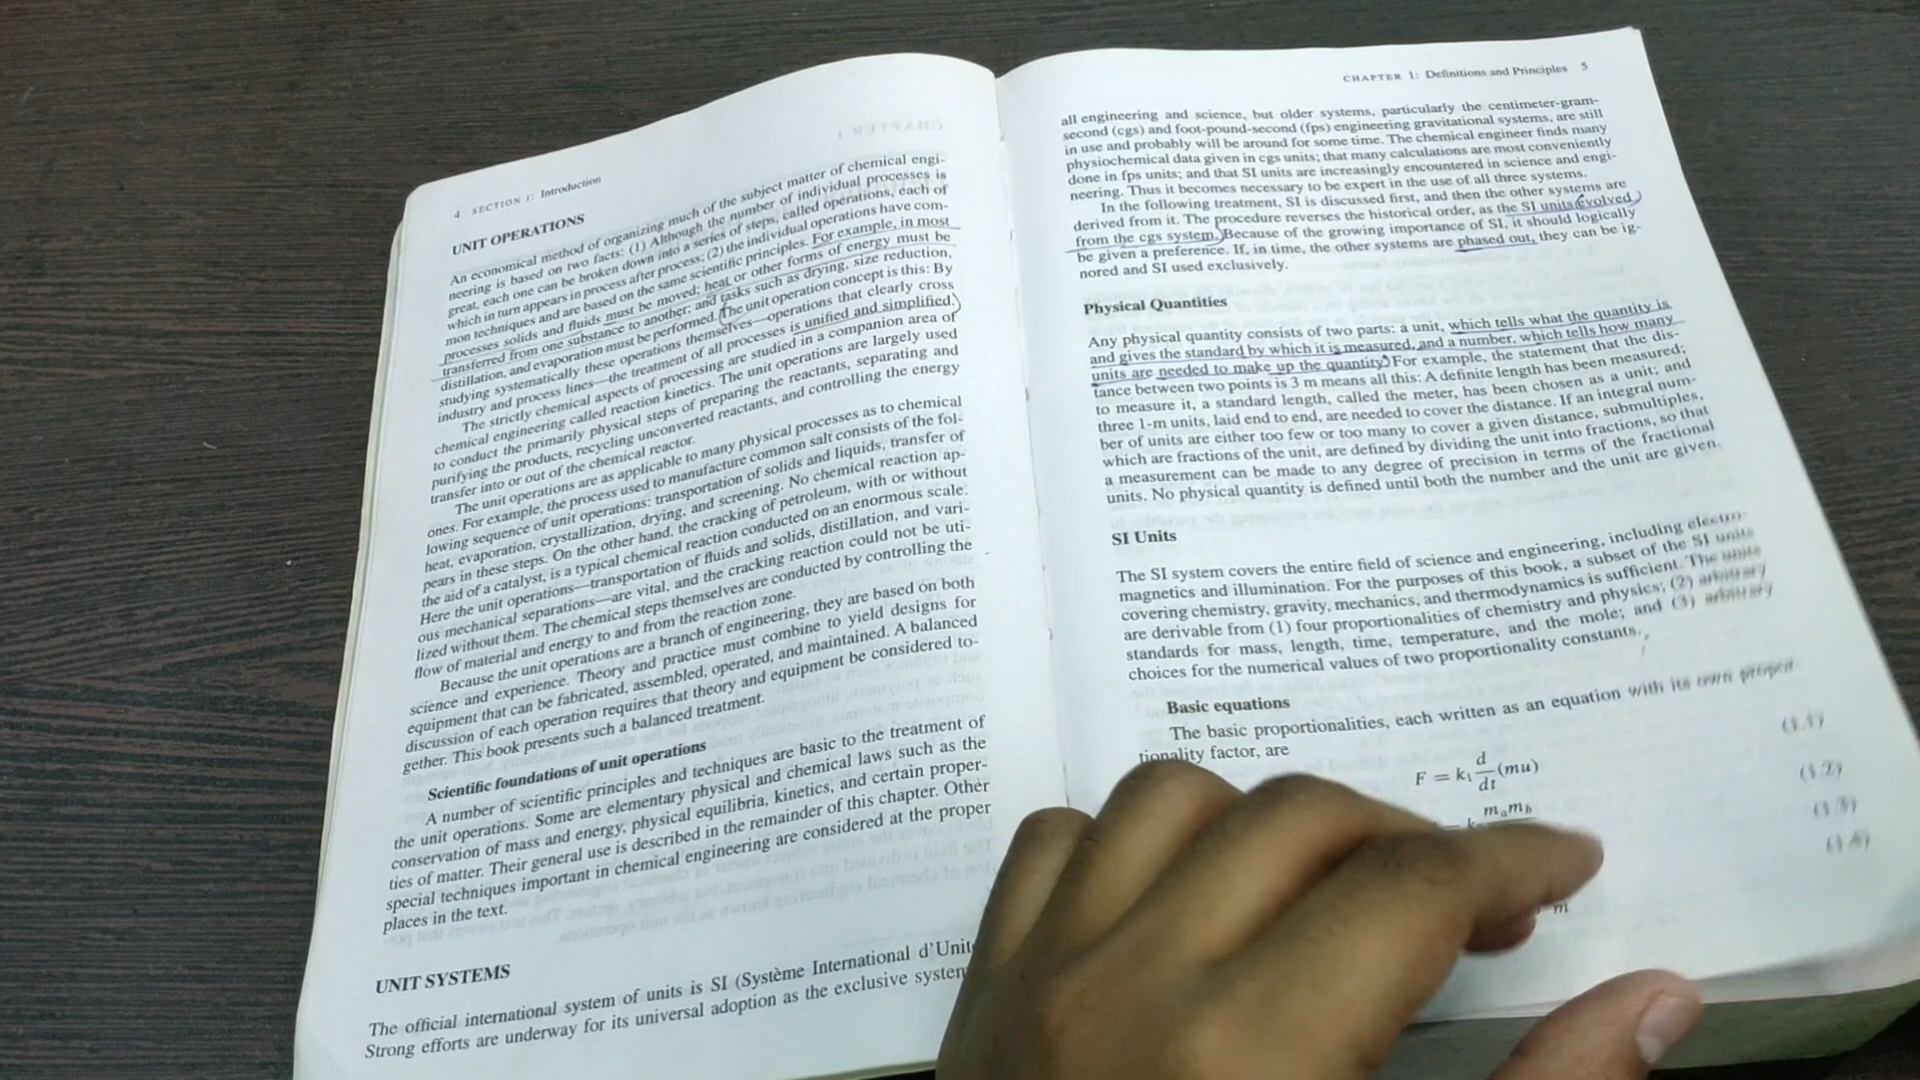 4 SECTION I: Introduction
UNIT OPERATIONS
An economical method of organizing much of the subject matter of chemical engi-
neering is based on two facts: (1) Although the number of individual processes is
great, each one can be broken down into a series of steps, called operations, each of
which in turn appears in process after process; (2) the individual operations have com-
mon techniques and are based on the same scientific principles. For example, in most
processes solids and fluids must be moved; heat or other forms of energy must be
transferred from one substance to another; and tasks such as drying, size reduction,
distillation, and evaporation must be performed. The unit operation concept is this: By
studying systematically these operations themselves—operations that clearly cross
industry and process lines—the treatment of all processes is unified and simplified.
The strictly chemical aspects of processing are studied in a companion area of
chemical engineering called reaction kinetics. The unit operations are largely used
to conduct the primarily physical steps of preparing the reactants, separating and
purifying the products, recycling unconverted reactants, and controlling the energy
transfer into or out of the chemical reactor.
The unit operations are as applicable to many physical processes as to chemical
ones. For example, the process used to manufacture common salt consists of the fol-
lowing sequence of unit operations: transportation of solids and liquids, transfer of
heat, evaporation, crystallization, drying, and screening. No chemical reaction ap-
pears in these steps. On the other hand, the cracking of petroleum, with or without
the aid of a catalyst, is a typical chemical reaction conducted on an enormous scale.
Here the unit operations—transportation of fluids and solids, distillation, and vari-
ous mechanical separations—are vital, and the cracking reaction could not be uti-
lized without them. The chemical steps themselves are conducted by controlling the
flow of material and energy to and from the reaction zone.
Because the unit operations are a branch of engineering, they are based on both
science and experience. Theory and practice must combine to yield designs for
equipment that can be fabricated, assembled, operated, and maintained. A balanced
discussion of each operation requires that theory and equipment be considered to-
gether. This book presents such a balanced treatment.
Scientific foundations of unit operations
A number of scientific principles and techniques are basic to the treatment of
the unit operations. Some are elementary physical and chemical laws such as the
conservation of mass and energy, physical equilibria, kinetics, and certain proper-
ties of matter. Their general use is described in the remainder of this chapter. Other
special techniques important in chemical engineering are considered at the proper
places in the text.
UNIT SYSTEMS
The official international system of units is SI (Système International d'Unit
Strong efforts are underway for its universal adoption as the exclusive system
CHAPTER 1: Definitions and Principles 5
all engineering and science, but older systems, particularly the centimeter-gram-
second (cgs) and foot-pound-second (fps) engineering gravitational systems, are still
in use and probably will be around for some time. The chemical engineer finds many
physiochemical data given in cgs units; that many calculations are most conveniently
done in fps units; and that SI units are increasingly encountered in science and engi-
neering. Thus it becomes necessary to be expert in the use of all three systems.
In the following treatment, SI is discussed first, and then the other systems are
derived from it. The procedure reverses the historical order, as the SI units evolved
from the cgs system. Because of the growing importance of SI, it should logically
be given a preference. If, in time, the other systems are phased out, they can be ig-
nored and SI used exclusively.
Physical Quantities
Any physical quantity consists of two parts: a unit, which tells what the quantity is
and gives the standard by which it is measured, and a number, which tells how many
units are needed to make up the quantity. For example, the statement that the dis-
tance between two points is 3 m means all this: A definite length has been measured;
to measure it, a standard length, called the meter, has been chosen as a unit; and
three 1-m units, laid end to end, are needed to cover the distance. If an integral num-
ber of units are either too few or too many to cover a given distance, submultiples,
which are fractions of the unit, are defined by dividing the unit into fractions, so that
a measurement can be made to any degree of precision in terms of the fractional
units. No physical quantity is defined until both the number and the unit are given.
SI Units
The SI system covers the entire field of science and engineering, including electro-
magnetics and illumination. For the purposes of this book, a subset of the SI units
covering chemistry, gravity, mechanics, and thermodynamics is sufficient. The units
are derivable from (1) four proportionalities of chemistry and physics; (2) arbitrary
standards for mass, length, time, temperature, and the mole; and (3) arbitrary
choices for the numerical values of two proportionality constants.
Basic equations
The basic proportionalities, each written as an equation with its own propor-
tionality factor, are
F = k₁ d/dt (mu) (1.1)
mₐm_b (1.2)
(1.3)
m (1.4)